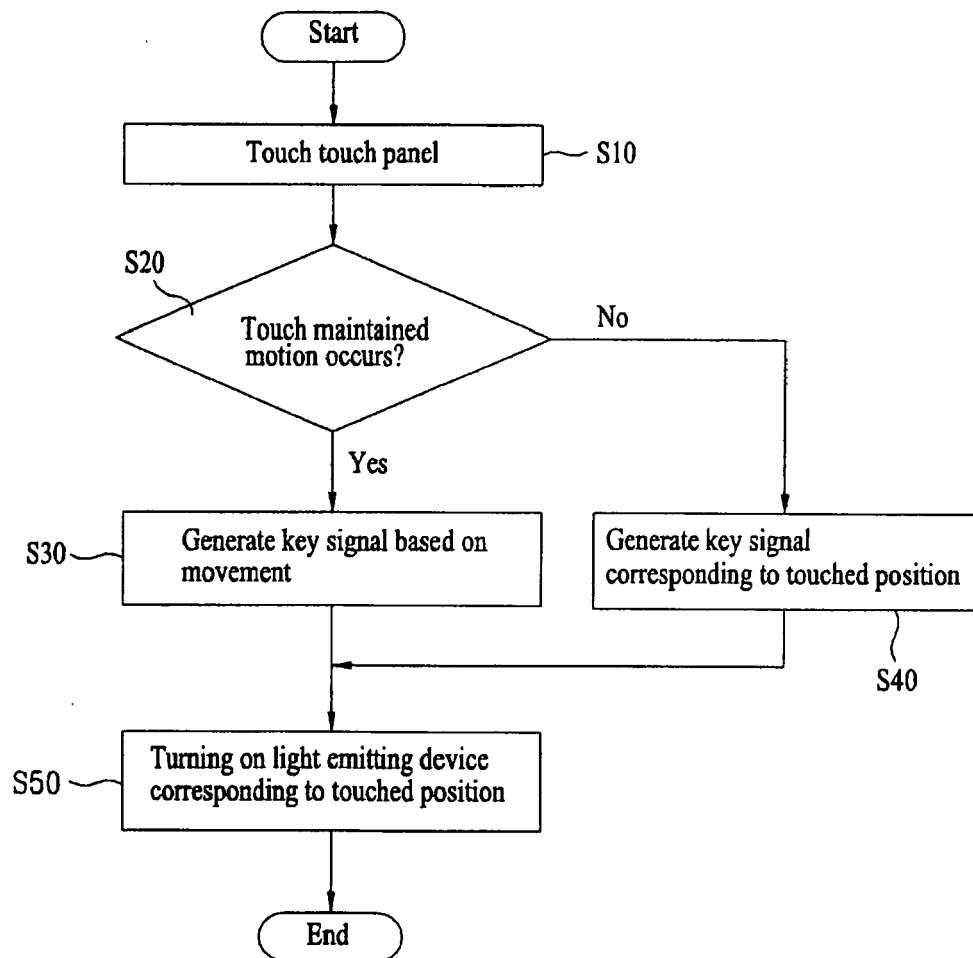 Start
Touch touch panel
S10
S20
Touch maintained
motion occurs?
No
Yes
S30
Generate key signal based on
movement
Generate key signal
corresponding to touched position
S40
S50
Turning on light emitting device
corresponding to touched position
End